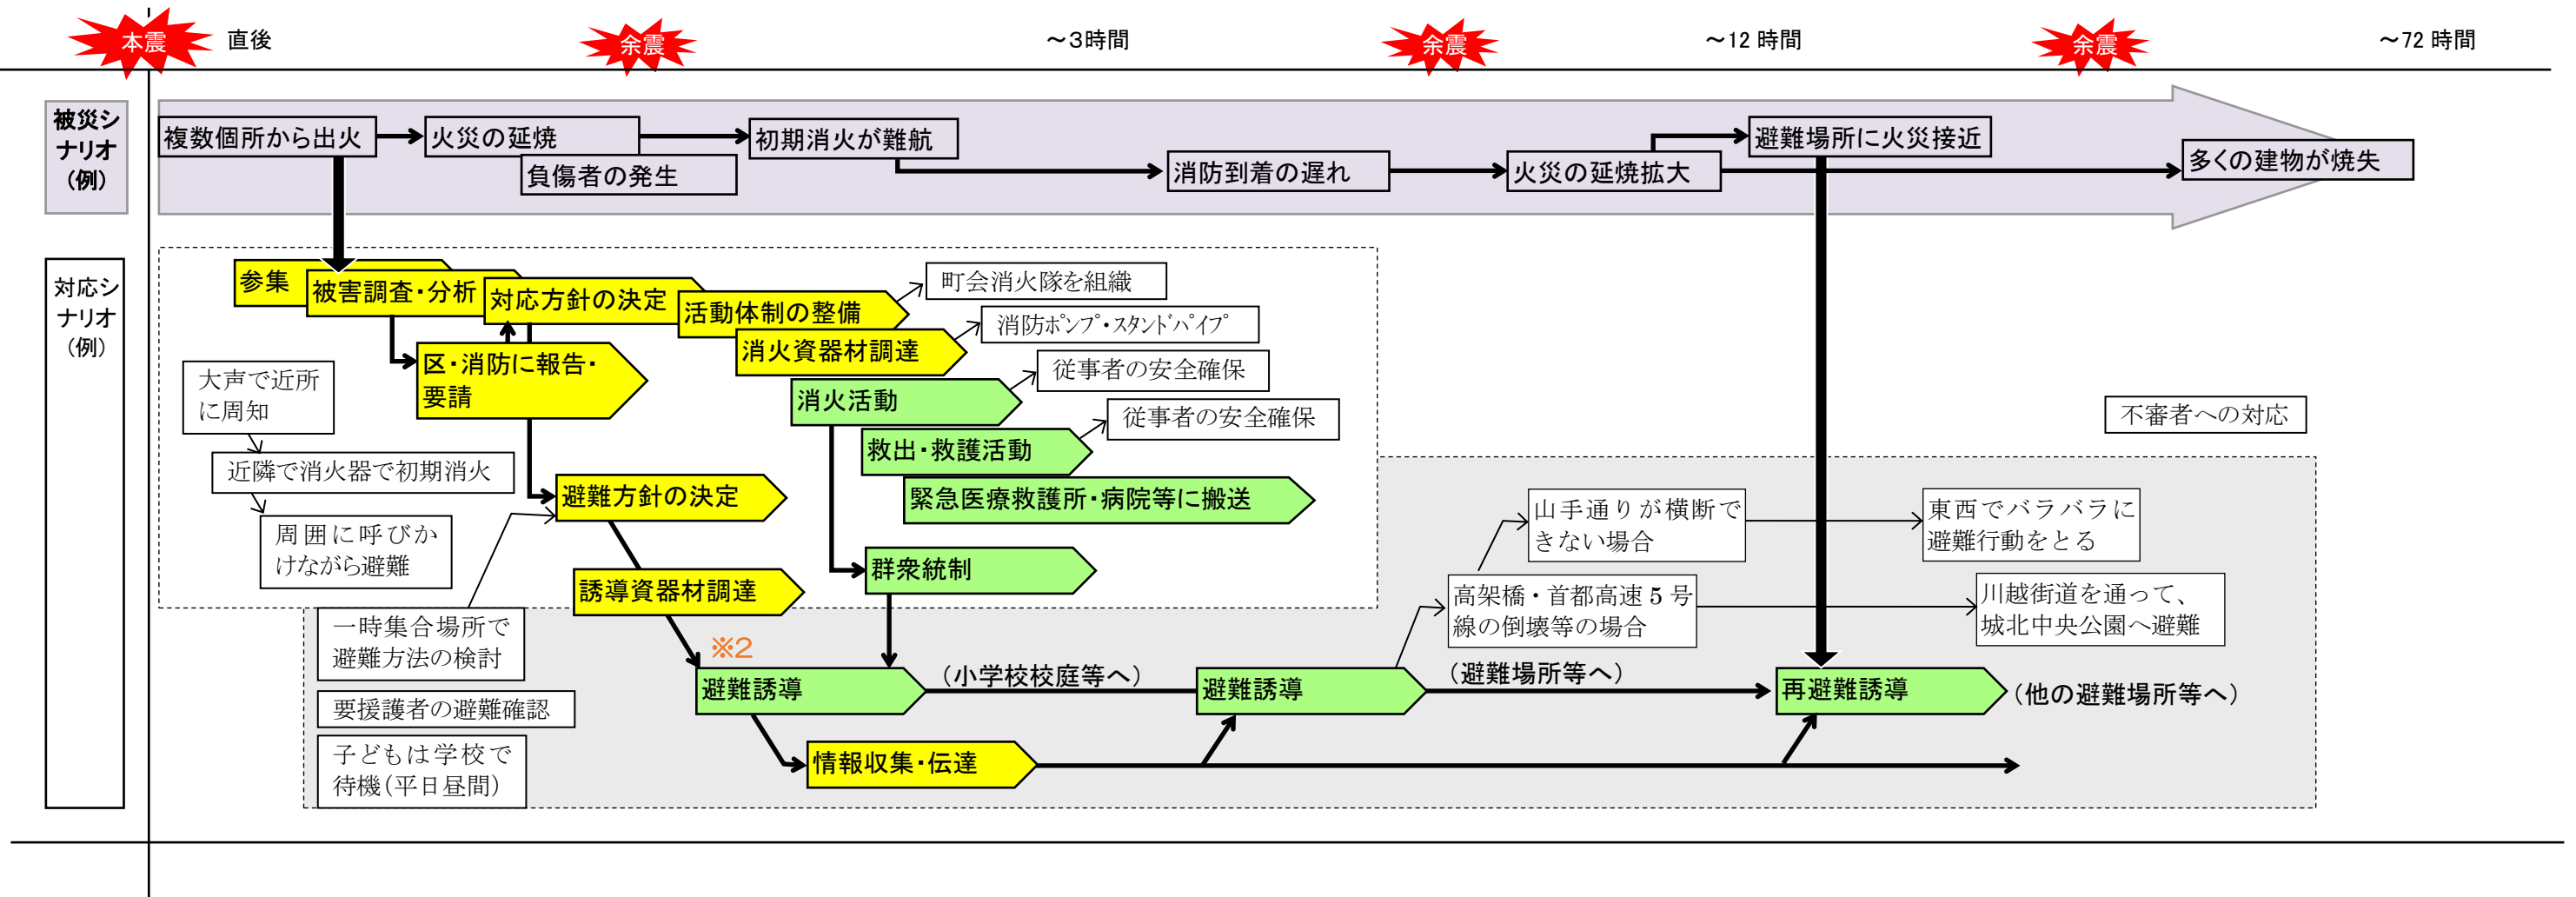 本震
直後
余震
～3時間
余震
～12 時間
余震
～72 時間
被災シ
ナリオ
（例）
複数個所から出火
火災の延焼
負傷者の発生
初期消火が難航
消防到着の遅れ
火災の延焼拡大
避難場所に火災接近
多くの建物が焼失
対応シ
ナリオ
（例）
参集
被害調査・分析
対応方針の決定
活動体制の整備
町会消火隊を組織
消火資器材調達
消防ﾎﾟﾝﾌﾟ・ｽﾀﾝﾄﾞﾊﾟｲﾌﾟ
区・消防に報告・
要請
大声で近所
に周知
近隣で消火器で初期消火
周囲に呼びか
けながら避難
消火活動
従事者の安全確保
救出・救護活動
従事者の安全確保
緊急医療救護所・病院等に搬送
避難方針の決定
群衆統制
誘導資器材調達
不審者への対応
山手通りが横断で
きない場合
東西でバラバラに
避難行動をとる
高架橋・首都高速 5 号
線の倒壊等の場合
川越街道を通って、
城北中央公園へ避難
一時集合場所で
避難方法の検討
要援護者の避難確認
子どもは学校で
待機（平日昼間）
※2
避難誘導
（小学校校庭等へ）
避難誘導
（避難場所等へ）
再避難誘導
（他の避難場所等へ）
情報収集・伝達